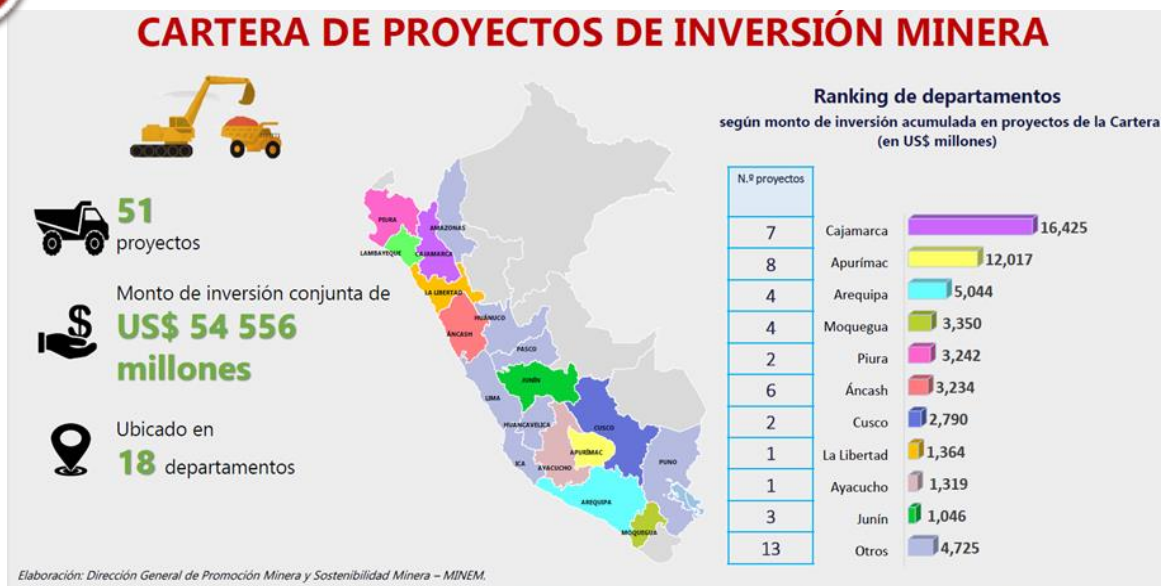 CARTERA DE PROYECTOS DE INVERSIÓN MINERA
51
proyectos
Monto de inversión conjunta de
US$ 54 556
millones
Ubicado en
18 departamentos
PIURA
AMAZONAS
LAMBAYEQUE
CAJAMARCA
LA LIBERTAD
HUÁNUCO
ÁNCASH
PASCO
JUNÍN
LIMA
HUANCAVELICA
CUSCO
APURÍMAC
ICA
AYACUCHO
PUNO
AREQUIPA
MOQUEGUA
Ranking de departamentos
según monto de inversión acumulada en proyectos de la Cartera
(en US$ millones)
N.º proyectos
7 Cajamarca 16,425
8 Apurímac 12,017
4 Arequipa 5,044
4 Moquegua 3,350
2 Piura 3,242
6 Áncash 3,234
2 Cusco 2,790
1 La Libertad 1,364
1 Ayacucho 1,319
3 Junín 1,046
13 Otros 4,725
Elaboración: Dirección General de Promoción Minera y Sostenibilidad Minera – MINEM.